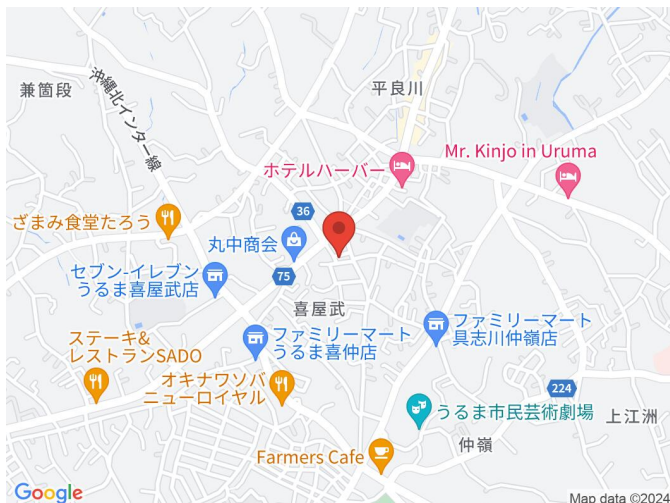 兼箇段
沖縄北インター線
平良川
ホテルハーバー
Mr. Kinjo in Uruma
ざまみ食堂たろう
36
丸中商会
75
セブン-イレブン
うるま喜屋武店
喜屋武
ファミリーマート
うるま喜仲店
ファミリーマート
具志川仲嶺店
ステーキ&
レストランSADO
オキナワソバ
ニューロイヤル
224
うるま市民芸術劇場
上江洲
仲嶺
Farmers Cafe
Google
Map data ©2024